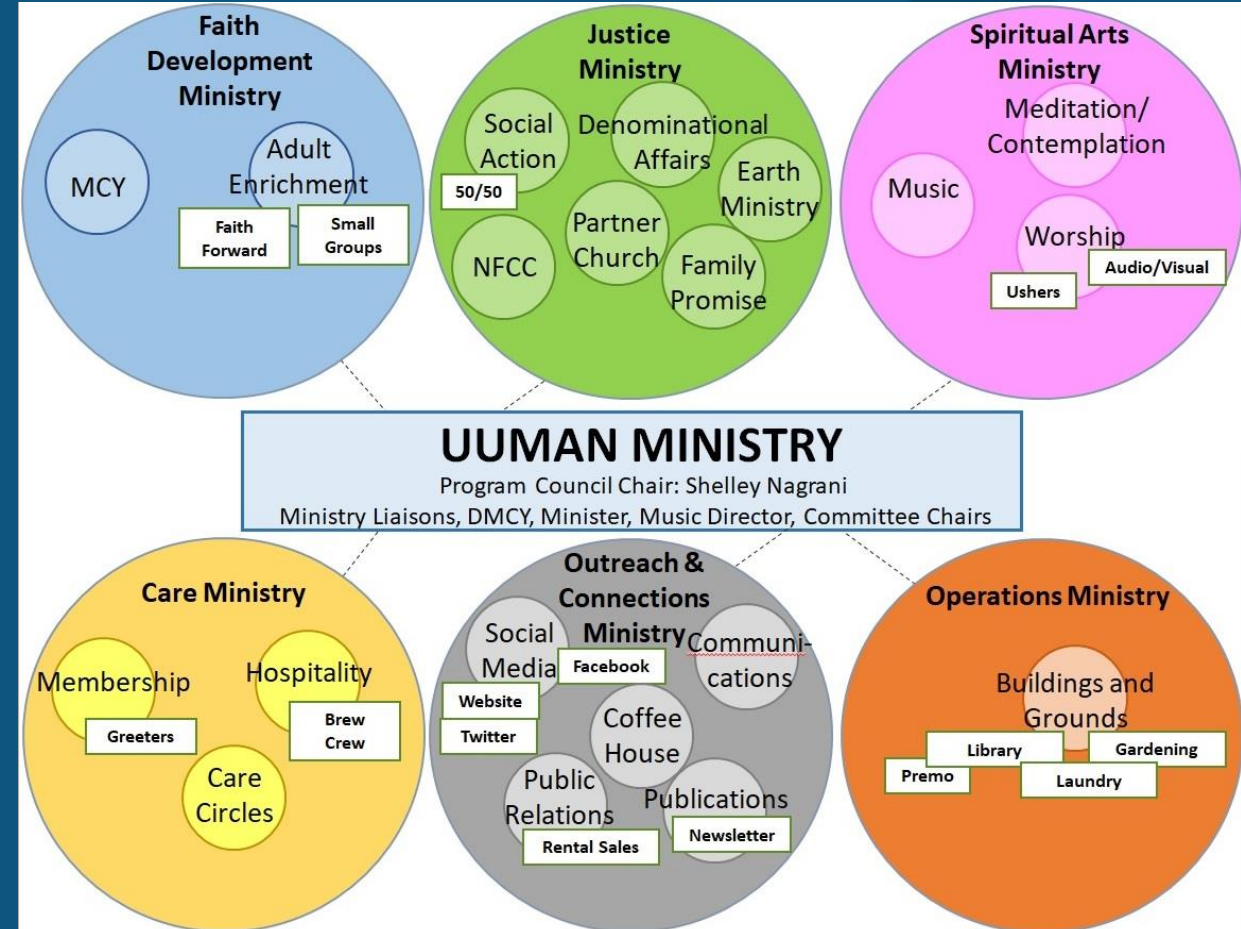 Faith
Development
Ministry
MCY
Adult
Enrichment
Faith
Forward
Small
Groups
Justice
Ministry
Social
Action
50/50
Denominational
Affairs
Earth
Ministry
Partner
Church
NFCC
Family
Promise
Spiritual Arts
Ministry
Meditation/
Contemplation
Music
Worship
Audio/Visual
Ushers
UUMAN MINISTRY
Program Council Chair: Shelley Nagrani
Ministry Liaisons, DMCY, Minister, Music Director, Committee Chairs
Care Ministry
Membership
Greeters
Hospitality
Brew
Crew
Care
Circles
Outreach &
Connections
Ministry
Social
Media
Facebook
Website
Twitter
Communi-
cations
Coffee
House
Public
Relations
Rental Sales
Publications
Newsletter
Operations Ministry
Buildings and
Grounds
Library
Gardening
Premo
Laundry